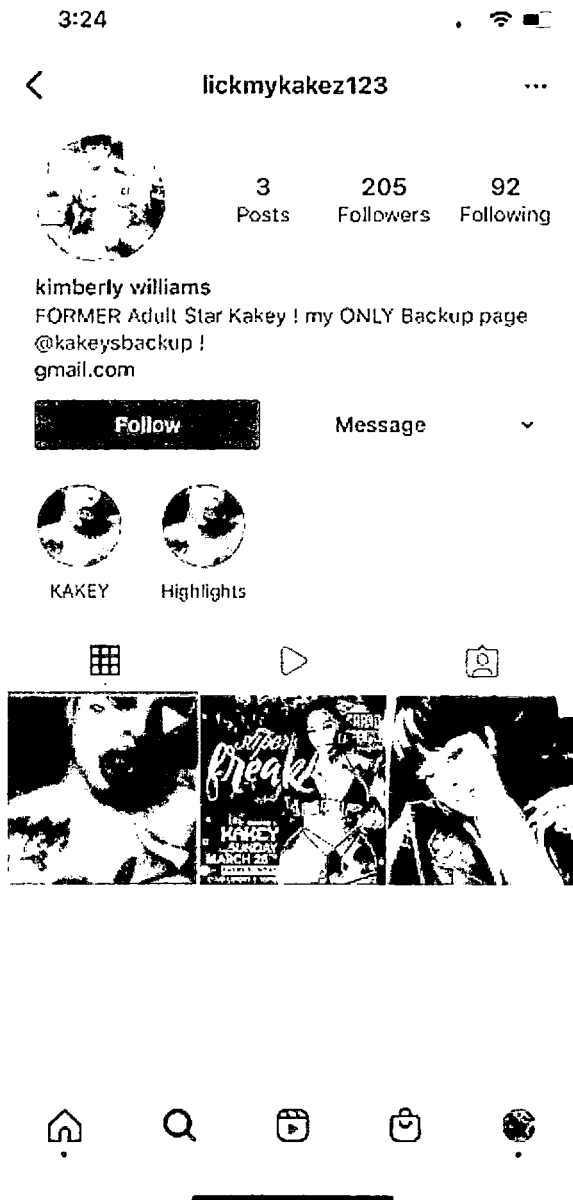 3:24
lickmykakez123
3
205
92
Posts
Followers
Following
kimberly williams
FORMER Adult Star Kakey ! my ONLY Backup page
@kakeysbackup !
gmail.com
Follow
Message
KAKEY
Highlights
freak
KAKEY
SUNDAY
MARCH 28TH